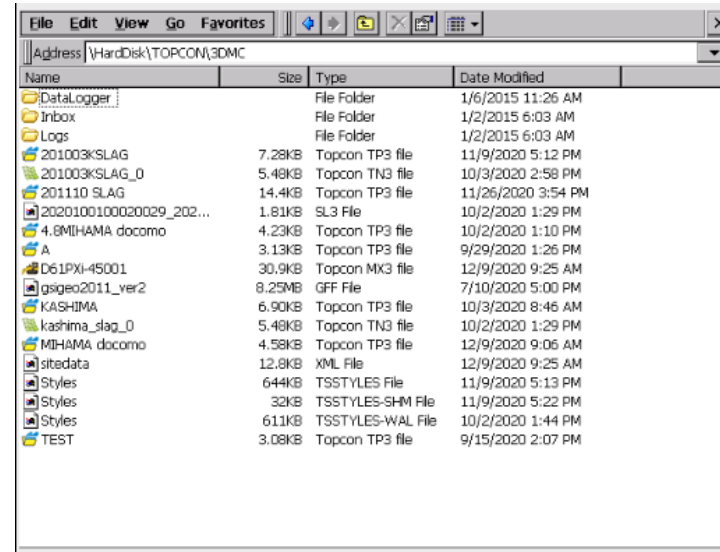 File Edit View Go Favorites
Address \HardDisk\TOPCON\3DMC
Name Size Type Date Modified
DataLogger File Folder 1/6/2015 11:26 AM
Inbox File Folder 1/2/2015 6:03 AM
Logs File Folder 1/2/2015 6:03 AM
201003KSLAG 7.28KB Topcon TP3 file 11/9/2020 5:12 PM
201003KSLAG_0 5.48KB Topcon TN3 file 10/3/2020 2:58 PM
201110 SLAG 14.4KB Topcon TP3 file 11/26/2020 3:54 PM
2020100100020029_202... 1.81KB SL3 File 10/2/2020 1:29 PM
4.8MIHAMA docomo 4.23KB Topcon TP3 file 10/2/2020 1:10 PM
A 3.13KB Topcon TP3 file 9/29/2020 1:26 PM
D61PXi-45001 30.9KB Topcon MX3 file 12/9/2020 9:25 AM
gsigeo2011_ver2 8.25MB GFF File 7/10/2020 5:00 PM
KASHIMA 6.90KB Topcon TP3 file 10/3/2020 8:46 AM
kashima_slag_0 5.48KB Topcon TN3 file 10/2/2020 1:29 PM
MIHAMA docomo 4.58KB Topcon TP3 file 12/9/2020 9:06 AM
sitedata 12.8KB XML File 12/9/2020 9:25 AM
Styles 644KB TSSTYLES File 11/9/2020 5:13 PM
Styles 32KB TSSTYLES-SHM File 11/9/2020 5:22 PM
Styles 611KB TSSTYLES-WAL File 10/2/2020 1:44 PM
TEST 3.08KB Topcon TP3 file 9/15/2020 2:07 PM